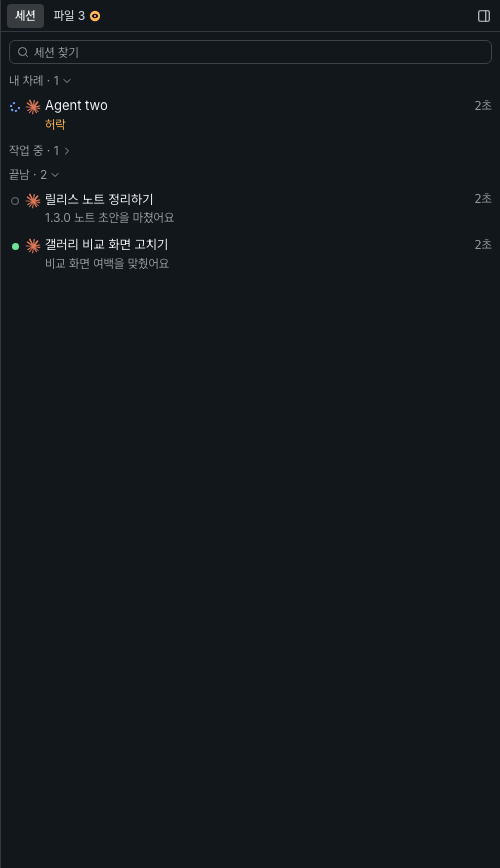 세션 파일 3
세션 찾기
내 차례 · 1
Agent two 2초
허락
작업 중 · 1
끝남 · 2
릴리스 노트 정리하기 2초
1.3.0 노트 초안을 마쳤어요
갤러리 비교 화면 고치기 2초
비교 화면 여백을 맞췄어요